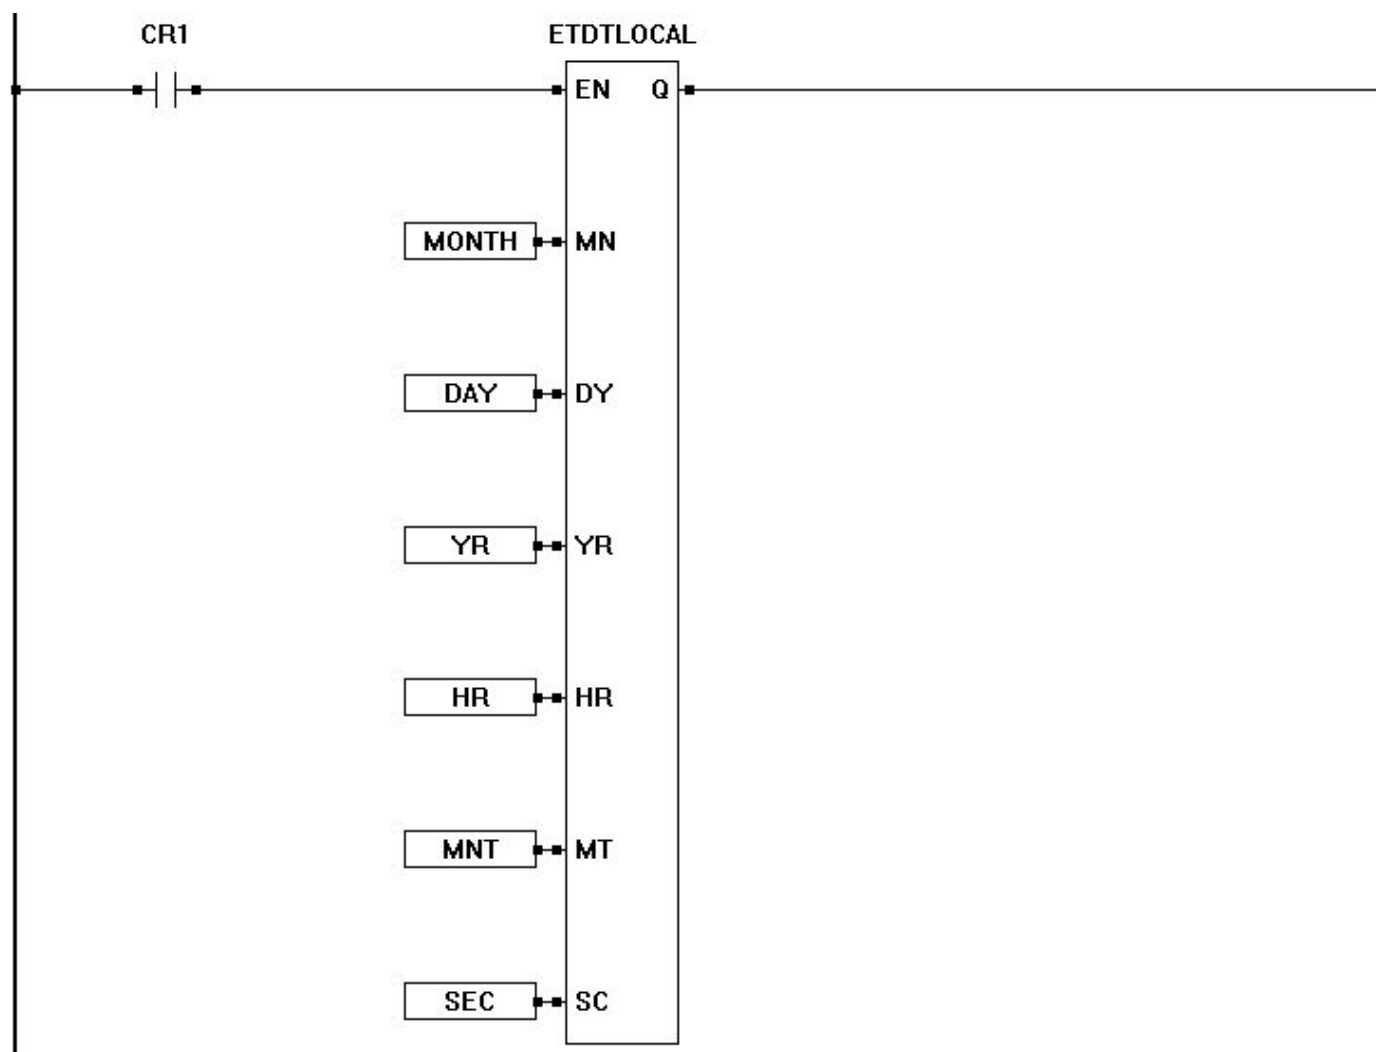 CR1 ETDTLOCAL
EN Q
MONTH MN
DAY DY
YR YR
HR HR
MNT MT
SEC SC